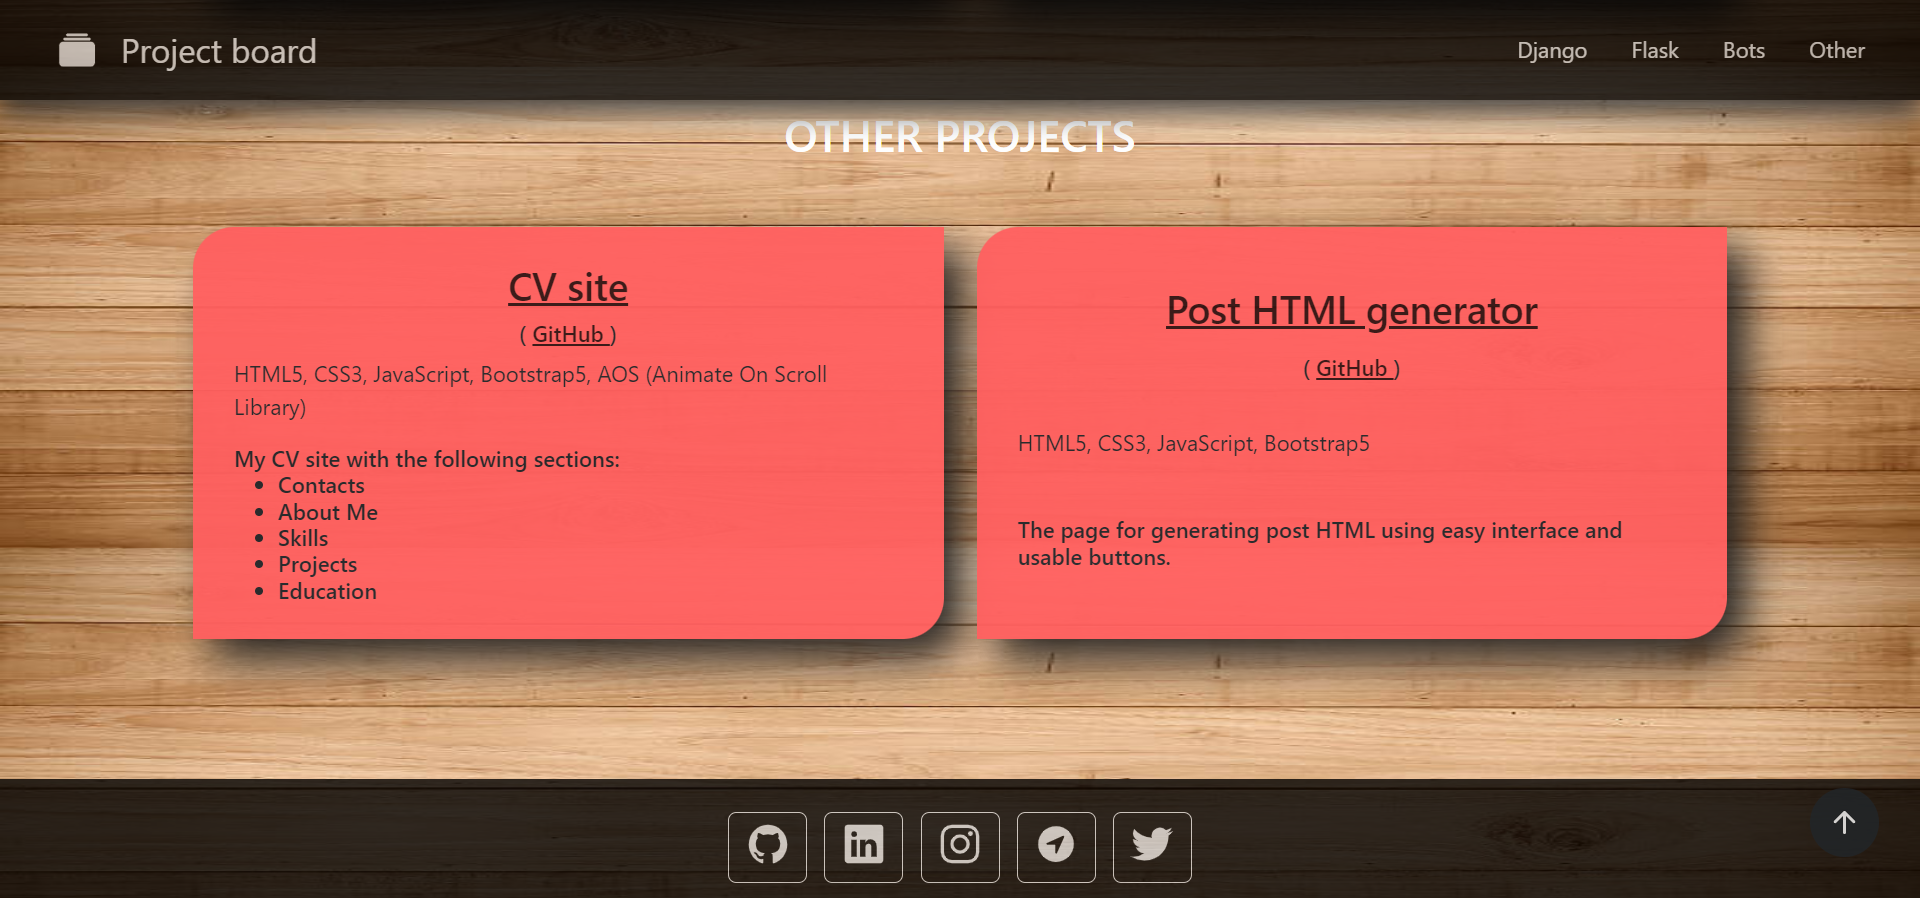 Project board
Django
Flask
Bots
Other
OTHER PROJECTS
CV site
( GitHub )
HTML5, CSS3, JavaScript, Bootstrap5, AOS (Animate On Scroll
Library)
My CV site with the following sections:
• Contacts
• About Me
• Skills
• Projects
• Education
Post HTML generator
( GitHub )
HTML5, CSS3, JavaScript, Bootstrap5
The page for generating post HTML using easy interface and
usable buttons.
in